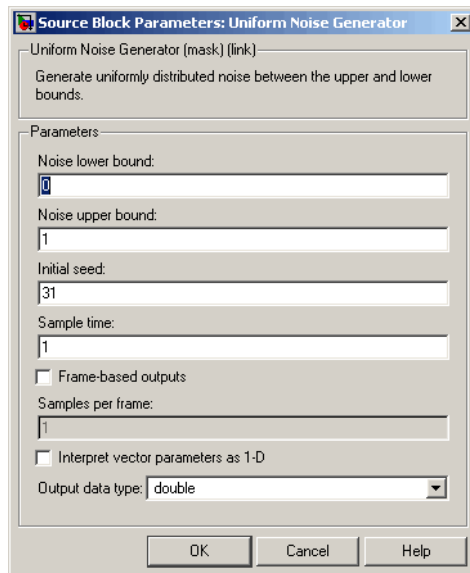 Source Block Parameters: Uniform Noise Generator
Uniform Noise Generator (mask) (link)
Generate uniformly distributed noise between the upper and lower
bounds.
Parameters
Noise lower bound:
0
Noise upper bound:
1
Initial seed:
31
Sample time:
1
Frame-based outputs
Samples per frame:
1
Interpret vector parameters as 1-D
Output data type: double
OK Cancel Help